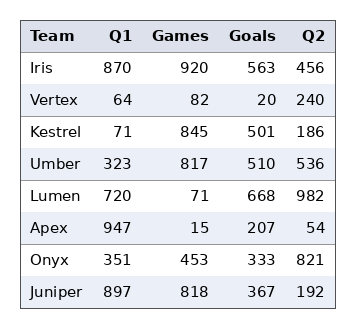 Team Q1 Games Goals Q2
Iris 870 920 563 456
Vertex 64 82 20 240
Kestrel 71 845 501 186
Umber 323 817 510 536
Lumen 720 71 668 982
Apex 947 15 207 54
Onyx 351 453 333 821
Juniper 897 818 367 192